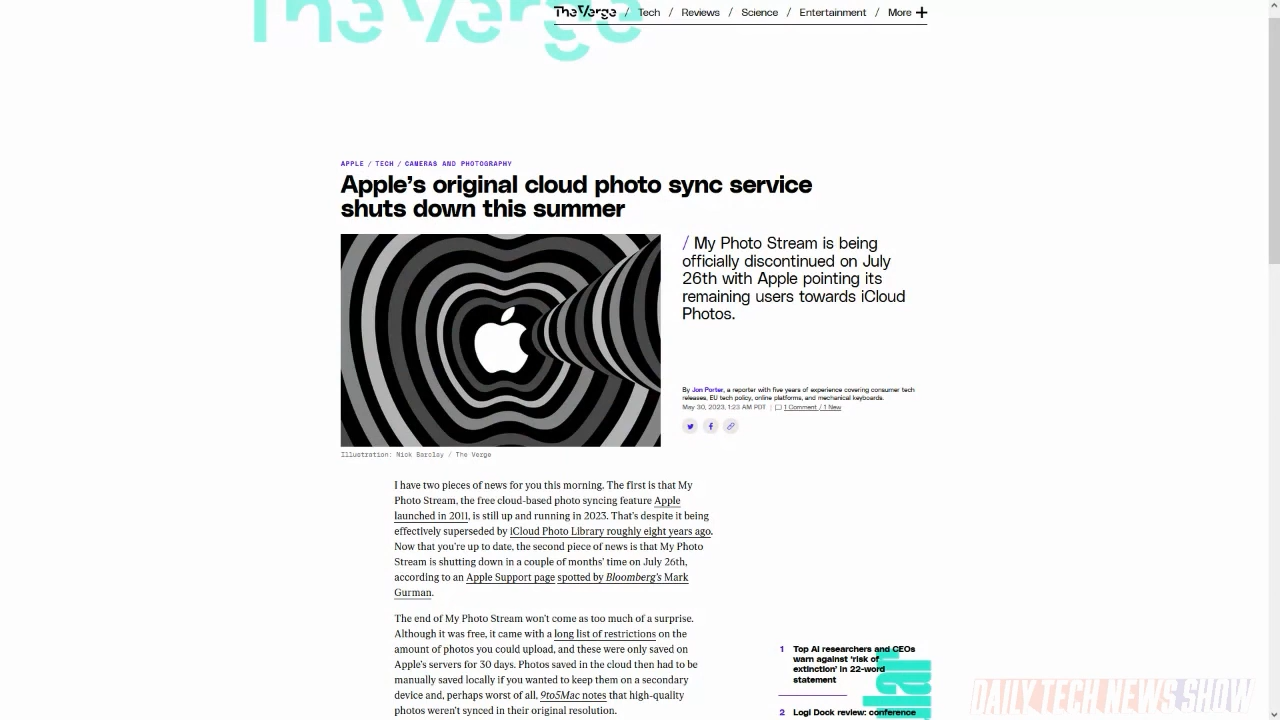 The Verge
The Verge / Tech / Reviews / Science / Entertainment / More +
APPLE / TECH / CAMERAS AND PHOTOGRAPHY
Apple's original cloud photo sync service
shuts down this summer
/ My Photo Stream is being
officially discontinued on July
26th with Apple pointing its
remaining users towards iCloud
Photos.
By Jon Porter, a reporter with five years of experience covering consumer tech
releases, EU tech policy, online platforms, and mechanical keyboards.
May 30, 2023, 1:23 AM PDT | 1 Comment / 1 New
Illustration: Nick Barclay / The Verge
I have two pieces of news for you this morning. The first is that My
Photo Stream, the free cloud-based photo syncing feature Apple
launched in 2011, is still up and running in 2023. That's despite it being
effectively superseded by iCloud Photo Library roughly eight years ago.
Now that you're up to date, the second piece of news is that My Photo
Stream is shutting down in a couple of months' time on July 26th,
according to an Apple Support page spotted by Bloomberg's Mark
Gurman.
The end of My Photo Stream won't come as too much of a surprise.
Although it was free, it came with a long list of restrictions on the
amount of photos you could upload, and these were only saved on
Apple's servers for 30 days. Photos saved in the cloud then had to be
manually saved locally if you wanted to keep them on a secondary
device and, perhaps worst of all, 9to5Mac notes that high-quality
photos weren't synced in their original resolution.
1 Top AI researchers and CEOs
warn against 'risk of
extinction' in 22-word
statement
2 Logi Dock review: conference
DAILY TECH NEWS SHOW